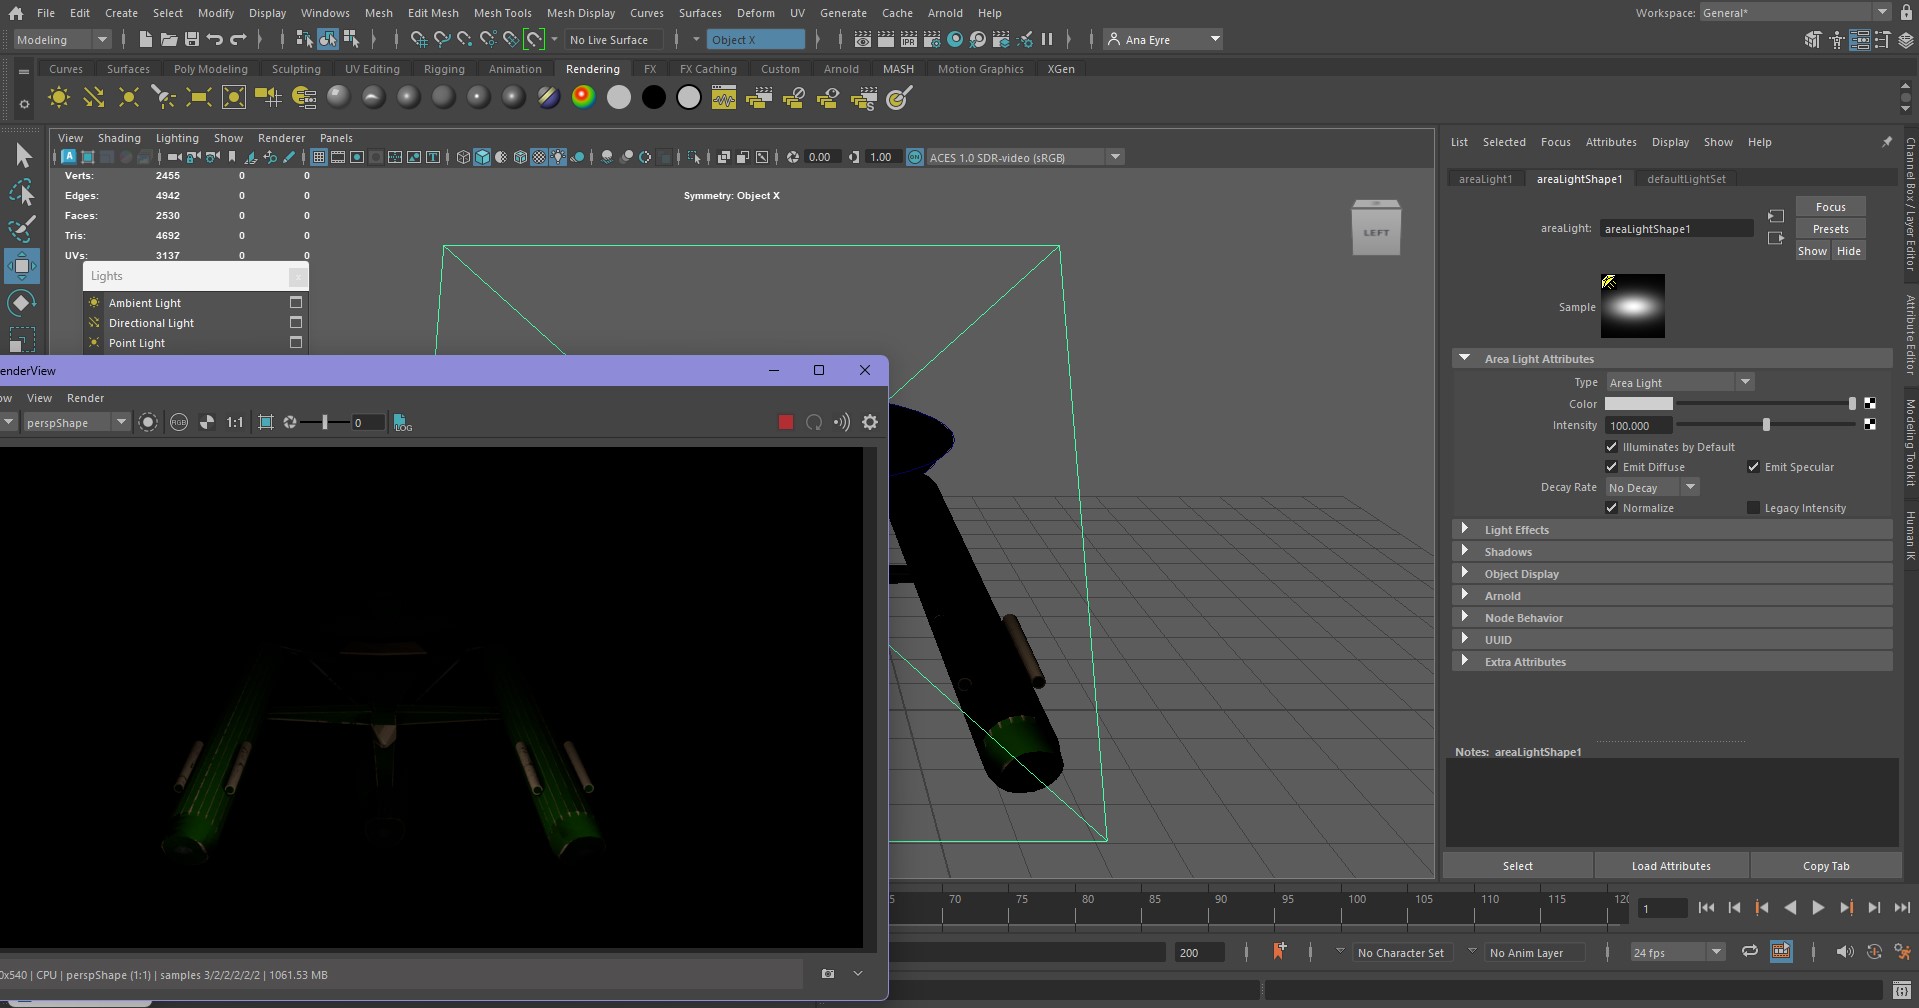 File Edit Create Select Modify Display Windows Mesh Edit Mesh Mesh Tools Mesh Display Curves Surfaces Deform UV Generate Cache Arnold Help Workspace: General*
Modeling No Live Surface Object X IPR Ana Eyre
Curves Surfaces Poly Modeling Sculpting UV Editing Rigging Animation Rendering FX FX Caching Custom Arnold MASH Motion Graphics XGen
View Shading Lighting Show Renderer Panels
0.00 1.00 ON ACES 1.0 SDR-video (sRGB)
Verts: 2455 0 0
Edges: 4942 0 0
Faces: 2530 0 0
Tris: 4692 0 0
UVs: 3137 0 0
Symmetry: Object X
LEFT
Lights
Ambient Light
Directional Light
Point Light
enderView
ow View Render
perspShape RGB 1:1 0 LOG
0x540 | CPU | perspShape (1:1) | samples 3/2/2/2/2/2 | 1061.53 MB
List Selected Focus Attributes Display Show Help
areaLight1 areaLightShape1 defaultLightSet
areaLight: areaLightShape1
Focus
Presets
Show Hide
Sample
Area Light Attributes
Type Area Light
Color
Intensity 100.000
Illuminates by Default
Emit Diffuse Emit Specular
Decay Rate No Decay
Normalize Legacy Intensity
Light Effects
Shadows
Object Display
Arnold
Node Behavior
UUID
Extra Attributes
Notes: areaLightShape1
Select Load Attributes Copy Tab
Channel Box / Layer Editor
Attribute Editor
Modeling Toolkit
Human IK
5 70 75 80 85 90 95 100 105 110 115 120
1
200 No Character Set No Anim Layer 24 fps